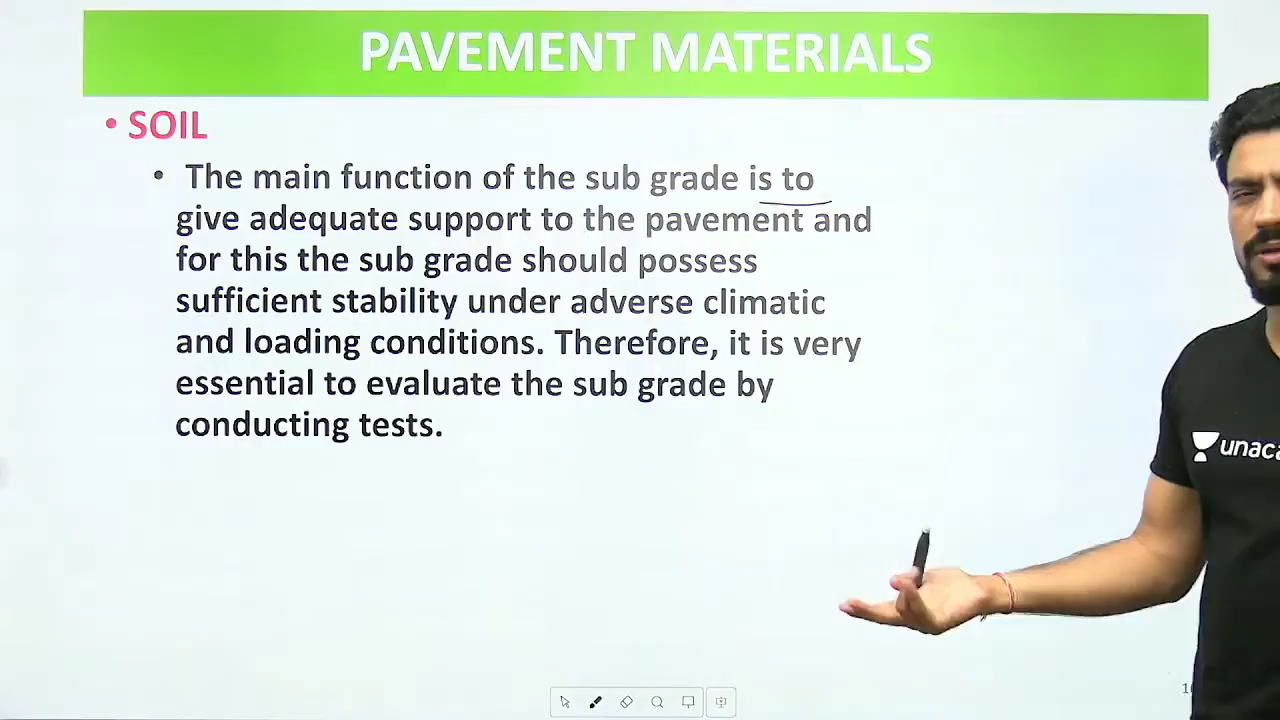 PAVEMENT MATERIALS
• SOIL
• The main function of the sub grade is to
give adequate support to the pavement and
for this the sub grade should possess
sufficient stability under adverse climatic
and loading conditions. Therefore, it is very
essential to evaluate the sub grade by
conducting tests.